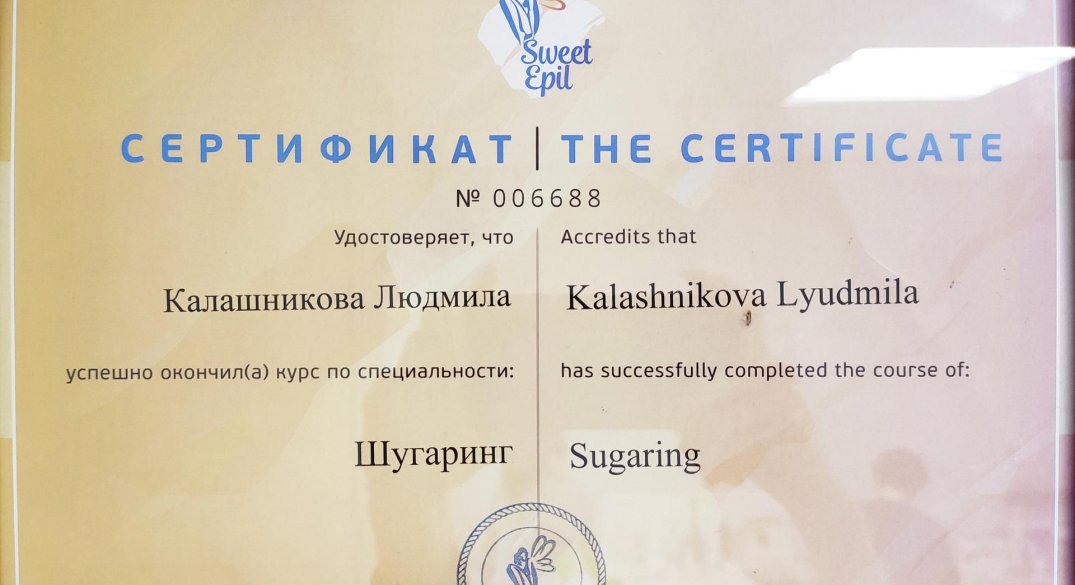 Sweet
Epil
СЕРТИФИКАТ | THE CERTIFICATE
№ 006688
Удостоверяет, что
Accredits that
Калашникова Людмила
Kalashnikova Lyudmila
успешно окончил(а) курс по специальности:
has successfully completed the course of:
Шугаринг
Sugaring